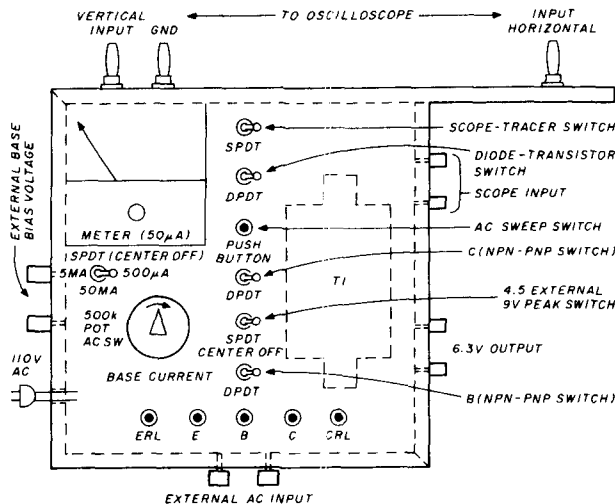 VERTICAL INPUT
GND
TO OSCILLOSCOPE
INPUT HORIZONTAL
SPDT
SCOPE-TRACER SWITCH
DPDT
DIODE-TRANSISTOR SWITCH
SCOPE INPUT
EXTERNAL BASE BIAS VOLTAGE
METER (50µA)
PUSH BUTTON
AC SWEEP SWITCH
SPDT (CENTER OFF)
5MA
500µA
50MA
DPDT
C (NPN-PNP SWITCH)
T1
500k POT AC SW
SPDT CENTER OFF
4.5 EXTERNAL 9V PEAK SWITCH
6.3V OUTPUT
110V AC
BASE CURRENT
DPDT
B (NPN-PNP SWITCH)
ERL
E
B
C
CRL
EXTERNAL AC INPUT